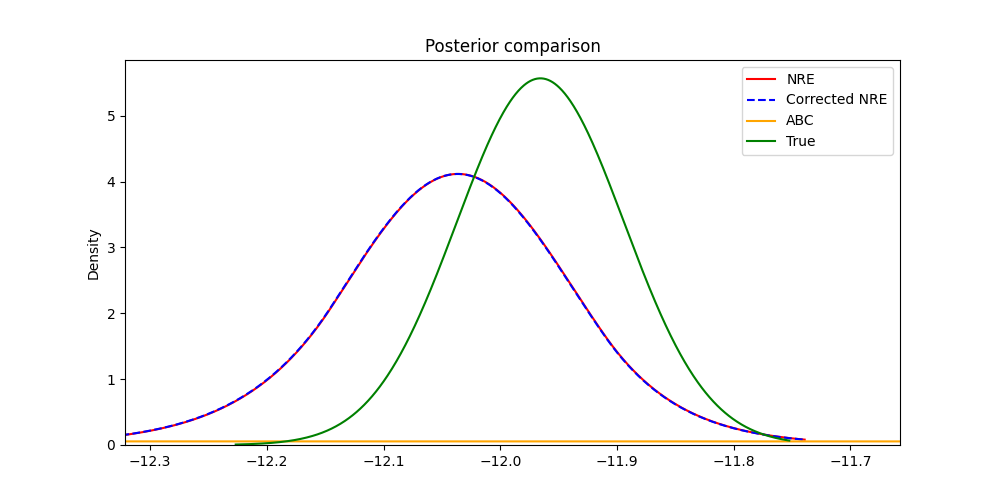 Posterior comparison
NRE
Corrected NRE
ABC
True
Density
5
4
3
2
1
0
−12.3 −12.2 −12.1 −12.0 −11.9 −11.8 −11.7